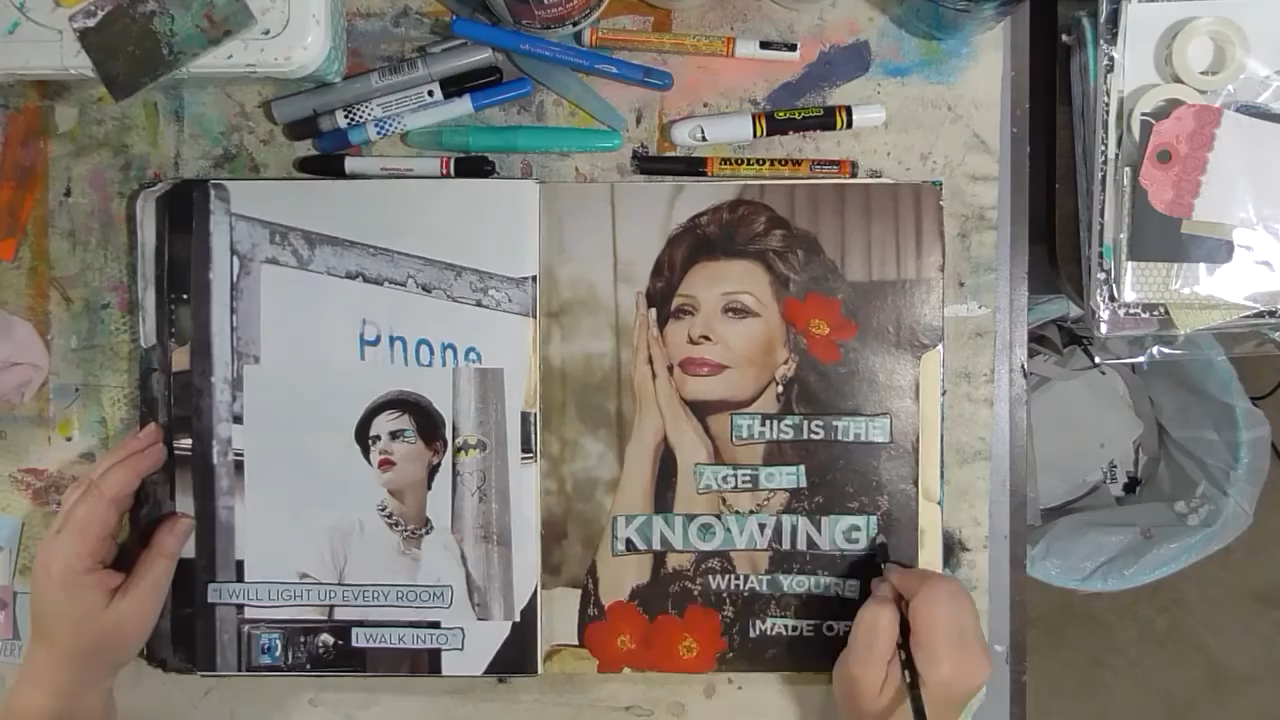 Crayola
MOLOTOW
Phone
THIS IS THE
AGE OF
KNOWING
WHAT YOU'RE
MADE OF
"I WILL LIGHT UP EVERY ROOM
I WALK INTO."
VERY